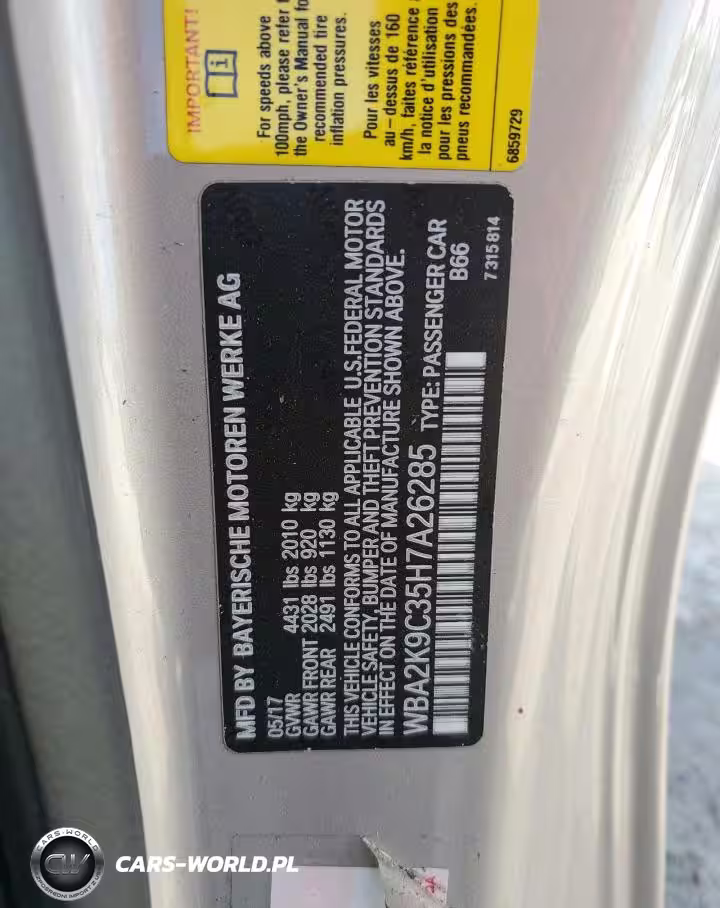 IMPORTANT!
For speeds above
100mph, please refer t
the Owner's Manual fo
recommended tire
inflation pressures.
Pour les vitesses
au-dessus de 160
km/h, faites référence
la notice d'utilisation
pour les pressions des
pneus recommandées.
6859729
MFD BY BAYERISCHE MOTOREN WERKE AG
05/17
GVWR 4431 lbs 2010 kg
GAWR FRONT 2028 lbs 920 kg
GAWR REAR 2491 lbs 1130 kg
THIS VEHICLE CONFORMS TO ALL APPLICABLE U.S.FEDERAL MOTOR
VEHICLE SAFETY, BUMPER AND THEFT PREVENTION STANDARDS
IN EFFECT ON THE DATE OF MANUFACTURE SHOWN ABOVE.
WBA2K9C35H7A26285 TYPE: PASSENGER CAR
B66
7315814
CARS-WORLD
CW
CARS-WORLD.PL